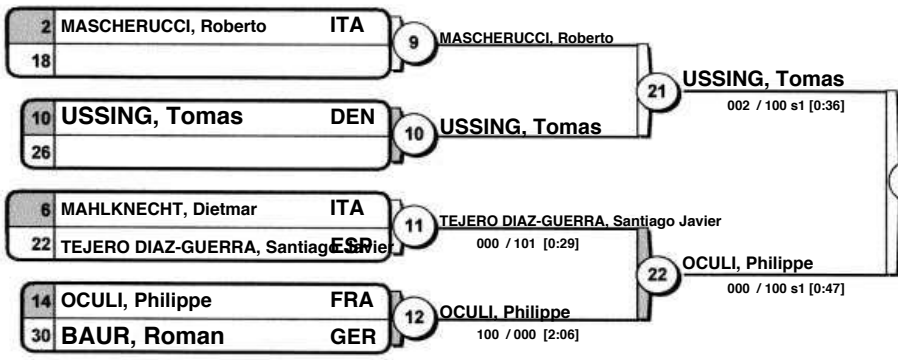 2 MASCHERUCCI, Roberto ITA
18
9
MASCHERUCCI, Roberto
10 USSING, Tomas DEN
26
10
USSING, Tomas
21
USSING, Tomas
002 / 100 s1 [0:36]
6 MAHLKNECHT, Dietmar ITA
22 TEJERO DIAZ-GUERRA, Santiago Javier ESP
11
TEJERO DIAZ-GUERRA, Santiago Javier
000 / 101 [0:29]
14 OCULI, Philippe FRA
30 BAUR, Roman GER
12
OCULI, Philippe
100 / 000 [2:06]
22
OCULI, Philippe
000 / 100 s1 [0:47]